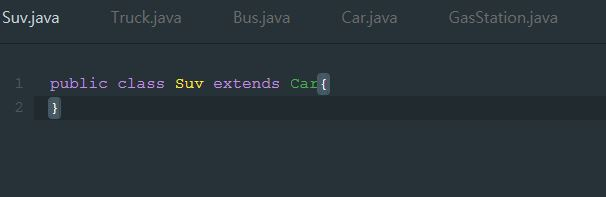 Suv.java Truck.java Bus.java Car.java GasStation.java
1 public class Suv extends Car{
2 }